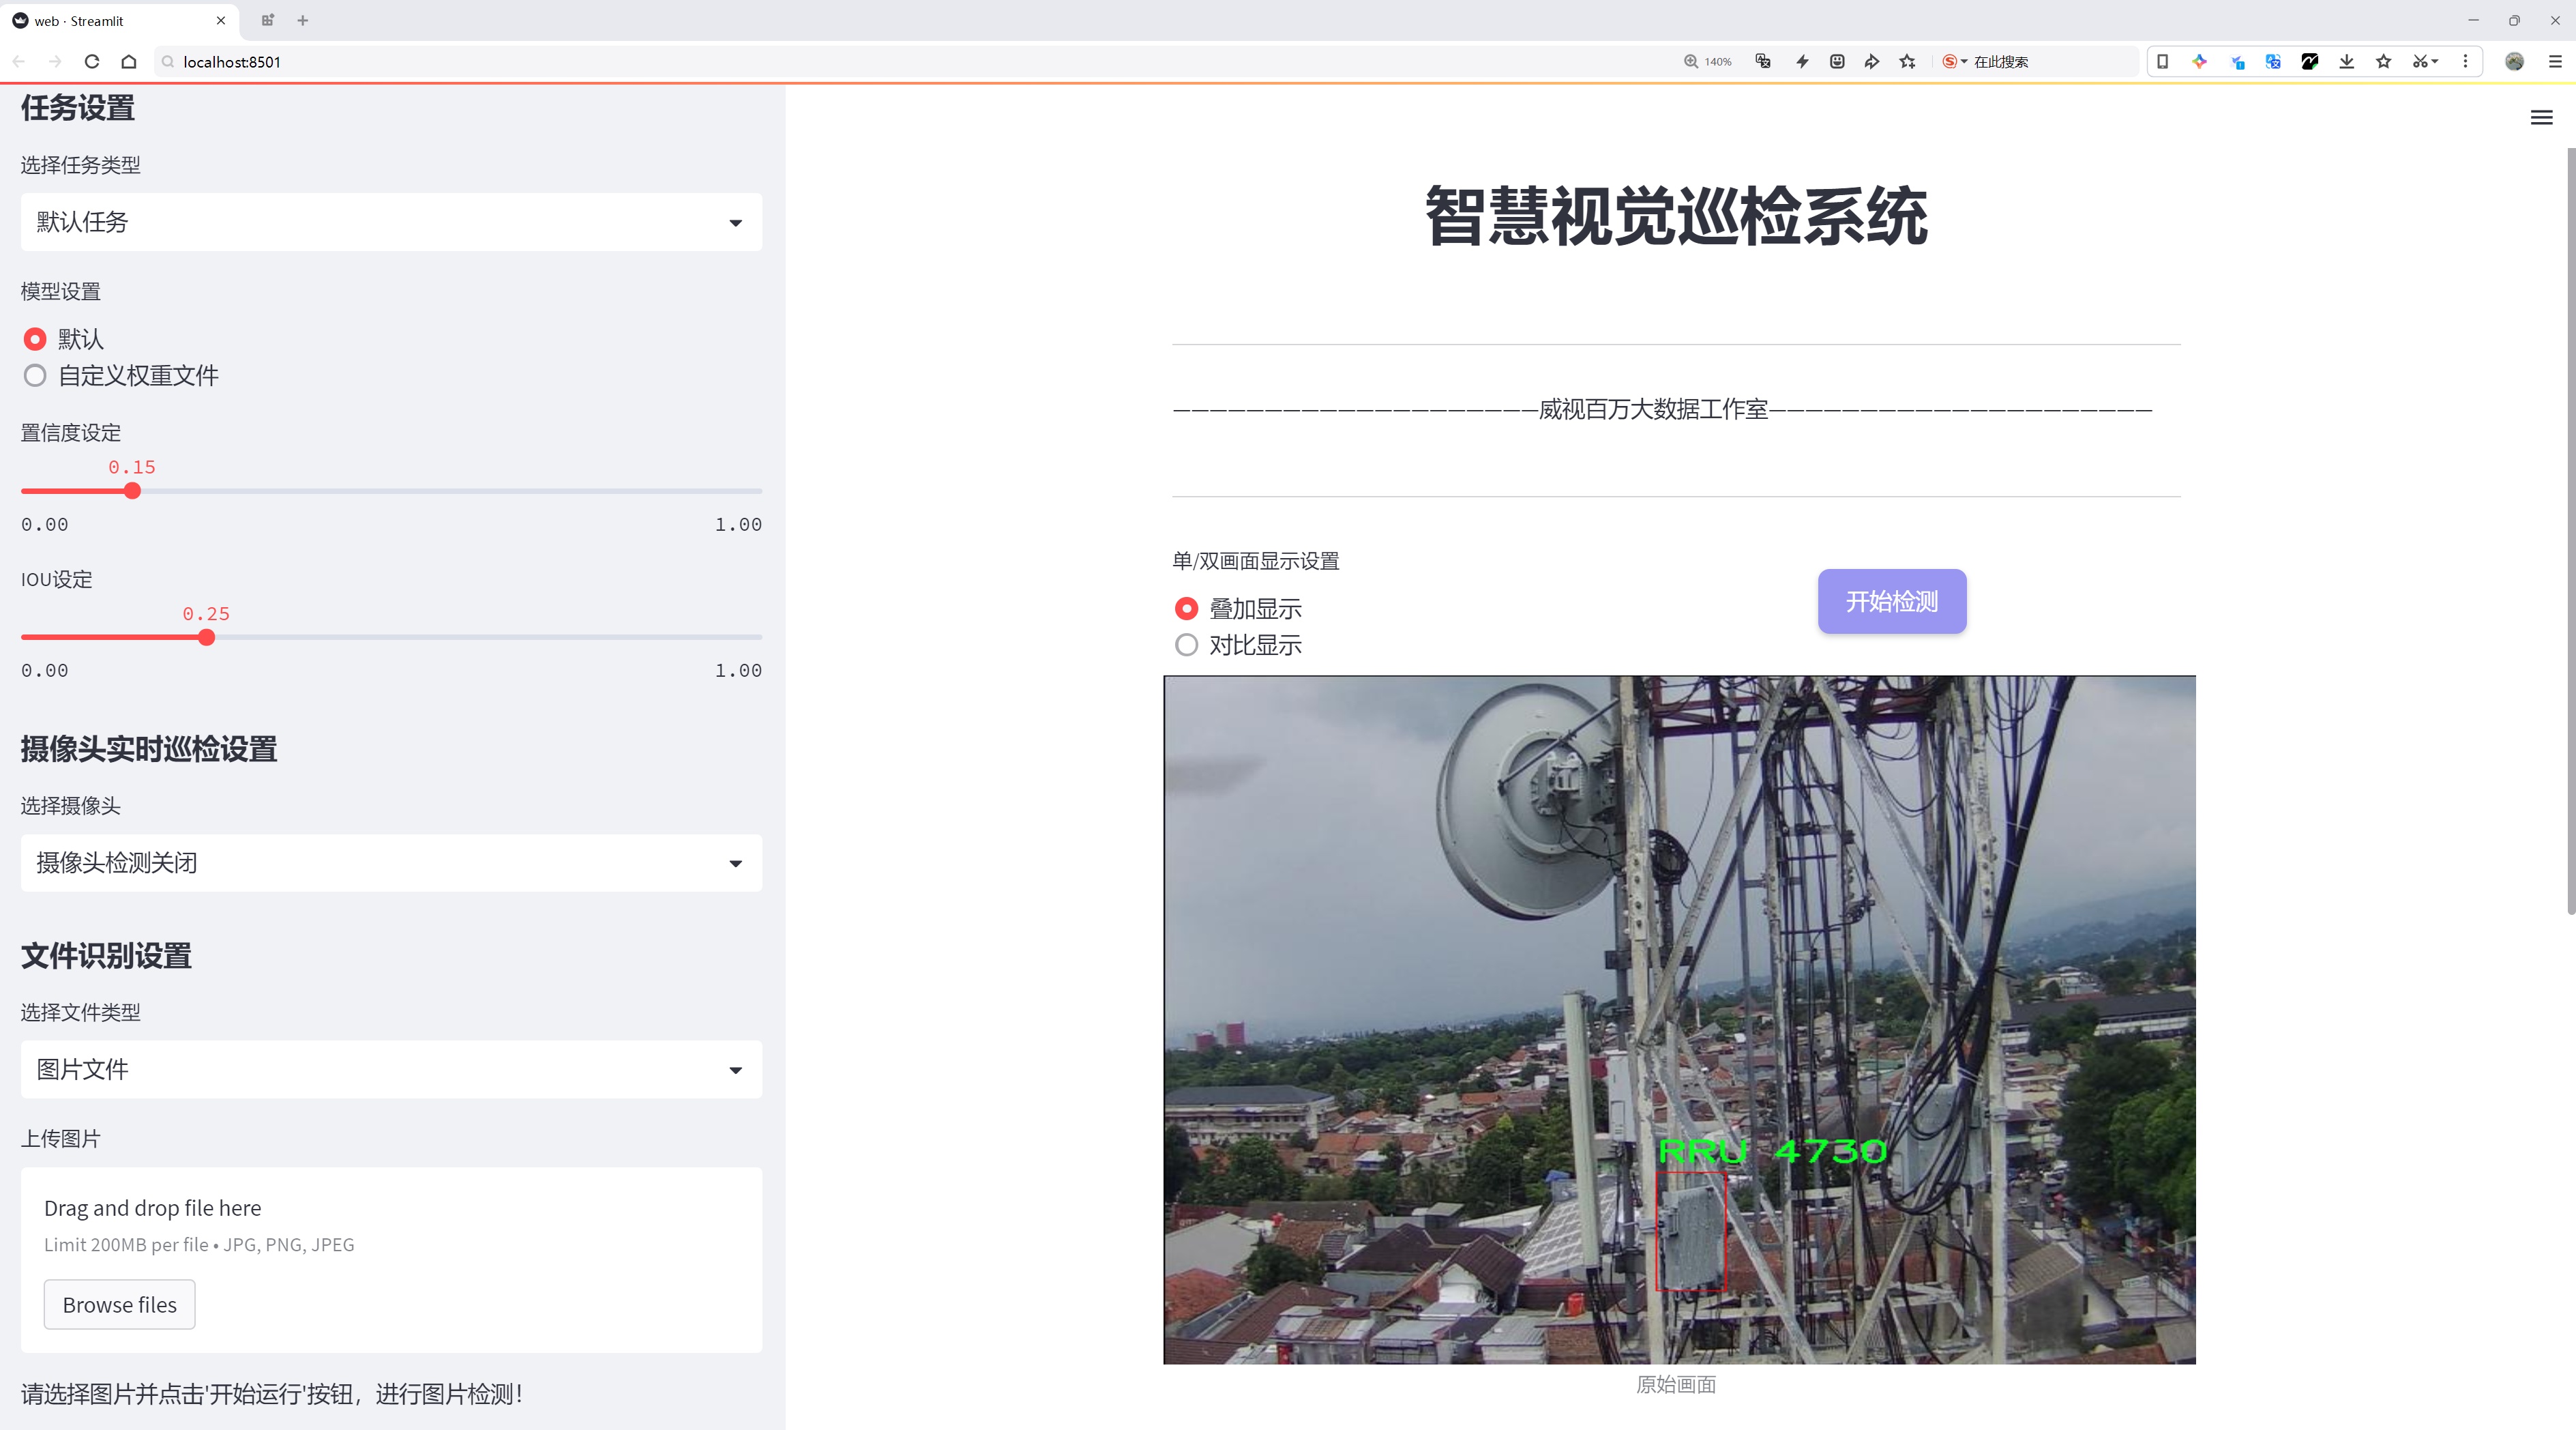 web · Streamlit
localhost:8501
140%
在此搜索
任务设置
选择任务类型
默认任务
模型设置
默认
自定义权重文件
置信度设定
0.15
0.00 1.00
IOU设定
0.25
0.00 1.00
摄像头实时巡检设置
选择摄像头
摄像头检测关闭
文件识别设置
选择文件类型
图片文件
上传图片
Drag and drop file here
Limit 200MB per file • JPG, PNG, JPEG
Browse files
请选择图片并点击'开始运行'按钮，进行图片检测！
智慧视觉巡检系统
————————————————————威视百万大数据工作室—————————————————————
单/双画面显示设置
叠加显示
对比显示
开始检测
RRU 4730
原始画面